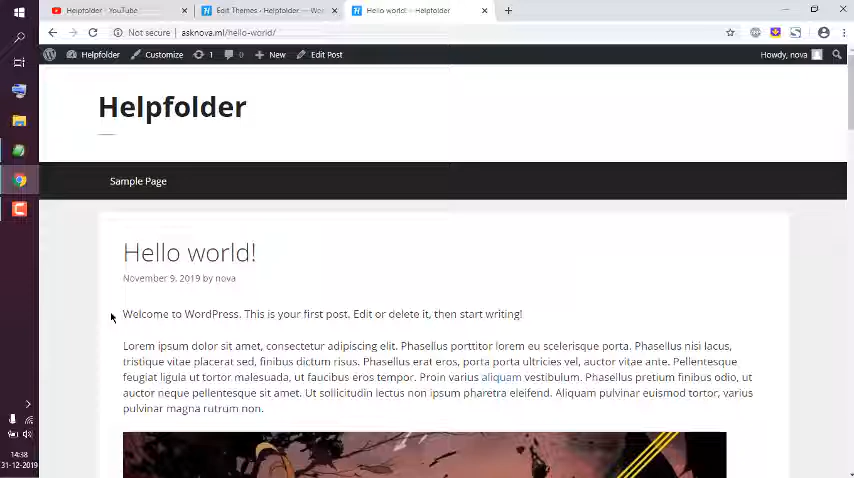 Helpfolder - YouTube
Edit Themes ‹ Helpfolder — Wo
Hello world! – Helpfolder
Not secure | asknova.ml/hello-world/
Helpfolder
Customize
1
0
New
Edit Post
Howdy, nova
Helpfolder
Sample Page
Hello world!
November 9, 2019 by nova
Welcome to WordPress. This is your first post. Edit or delete it, then start writing!
Lorem ipsum dolor sit amet, consectetur adipiscing elit. Phasellus porttitor lorem eu scelerisque porta. Phasellus nisi lacus,
tristique vitae placerat sed, finibus dictum risus. Phasellus erat eros, porta porta ultricies vel, auctor vitae ante. Pellentesque
feugiat ligula ut tortor malesuada, ut faucibus eros tempor. Proin varius aliquam vestibulum. Phasellus pretium finibus odio, ut
auctor neque pellentesque sit amet. Ut sollicitudin lectus non ipsum pharetra eleifend. Aliquam pulvinar euismod tortor, varius
pulvinar magna rutrum non.
14:38
31-12-2019